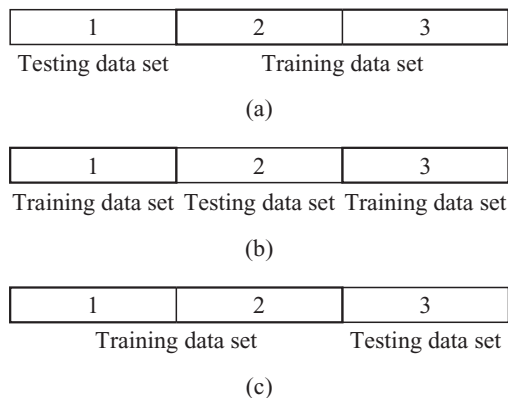 1 2 3
Testing data set Training data set
(a)
1 2 3
Training data set Testing data set Training data set
(b)
1 2 3
Training data set Testing data set
(c)